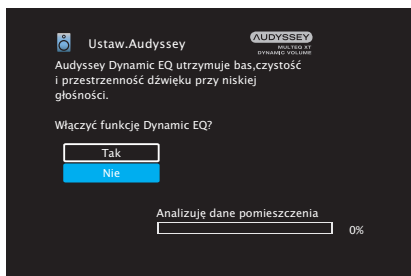 Ustaw.Audyssey
AUDYSSEY
MULTEQ XT
DYNAMIC VOLUME
Audyssey Dynamic EQ utrzymuje bas,czystość
i przestrzenność dźwięku przy niskiej
głośności.
Włączyć funkcję Dynamic EQ?
Tak
Nie
Analizuję dane pomieszczenia
0%